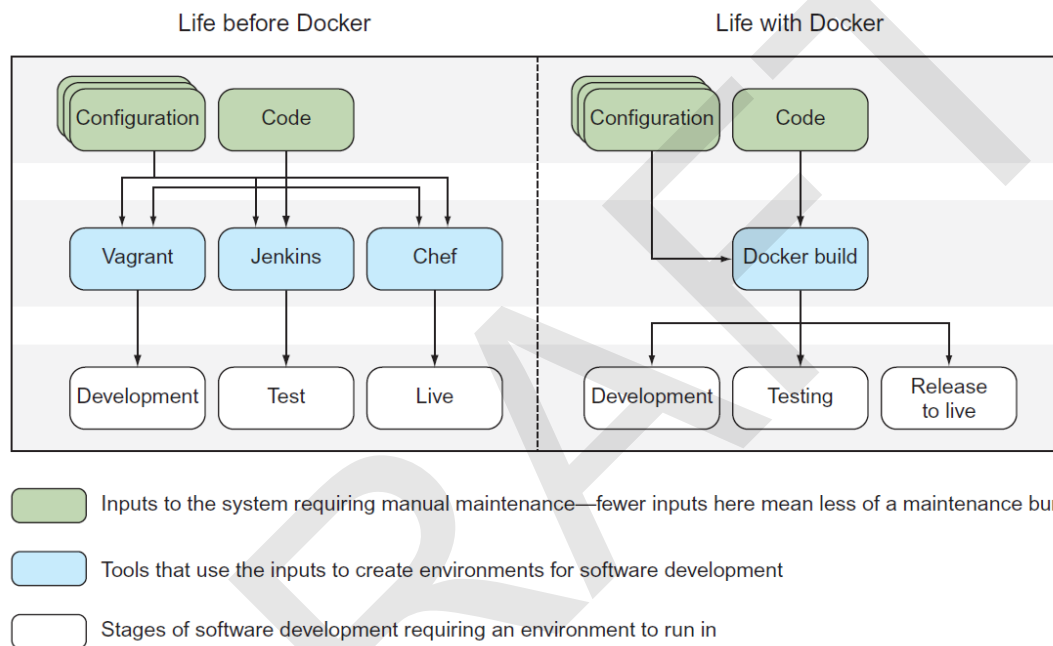 Life before Docker
Life with Docker
Configuration
Code
Configuration
Code
Vagrant
Jenkins
Chef
Docker build
Development
Test
Live
Development
Testing
Release
to live
Inputs to the system requiring manual maintenance—fewer inputs here mean less of a maintenance
Tools that use the inputs to create environments for software development
Stages of software development requiring an environment to run in
RAFT